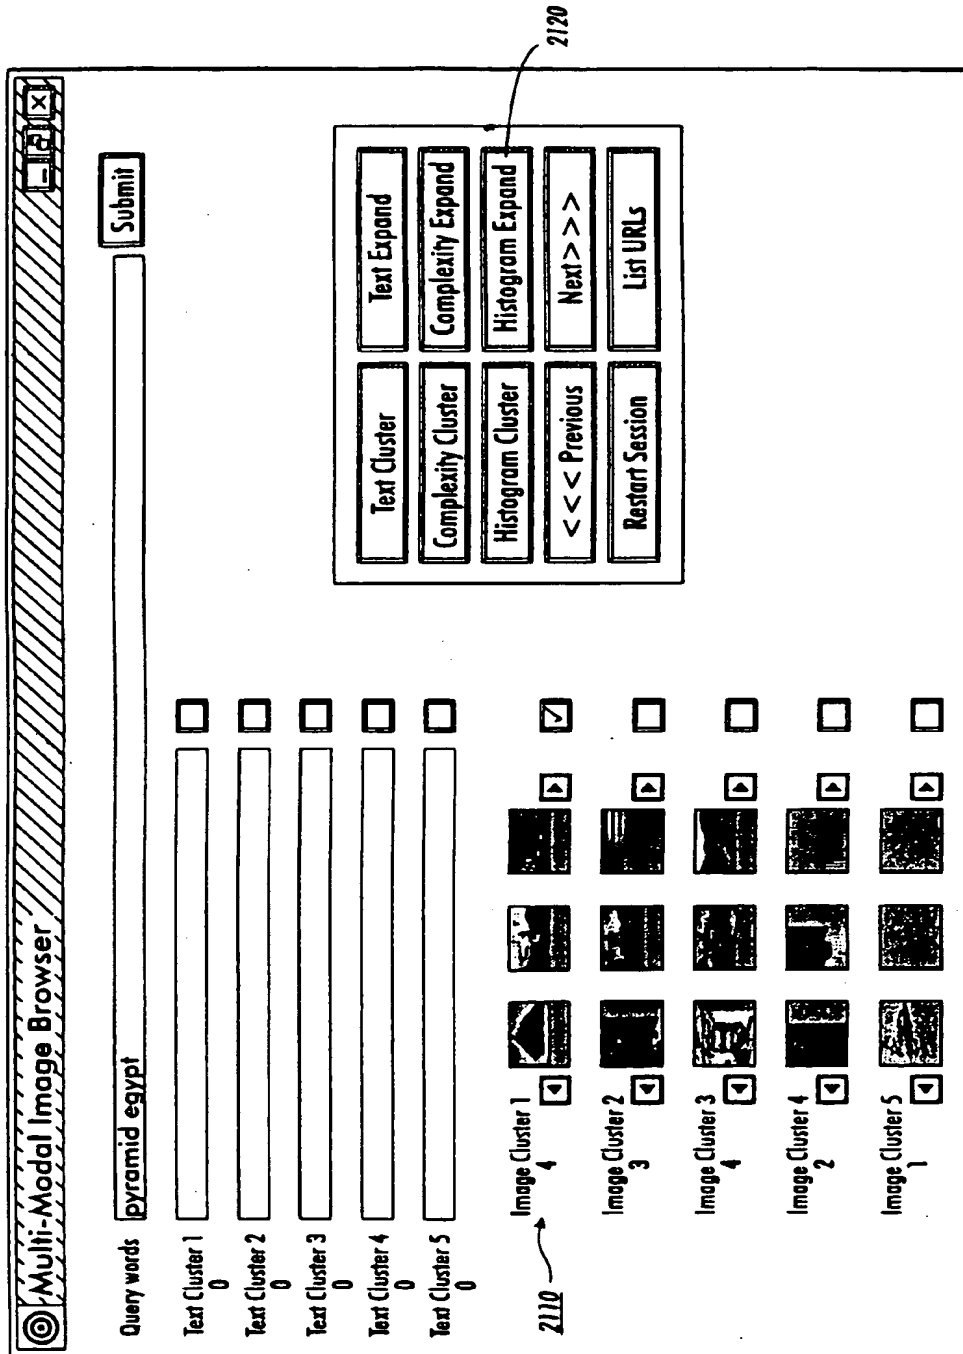 Multi-Modal Image Browser
Query words
pyramid egypt
Submit
Text Cluster 1
0
Text Cluster 2
0
Text Cluster 3
0
Text Cluster 4
0
Text Cluster 5
0
Text Cluster
Text Expand
Complexity Cluster
Complexity Expand
Histogram Cluster
Histogram Expand
<<< Previous
Next>>>
Restart Session
List URLs
2120
Image Cluster 1
4
2110
Image Cluster 2
3
Image Cluster 3
4
Image Cluster 4
2
Image Cluster 5
1